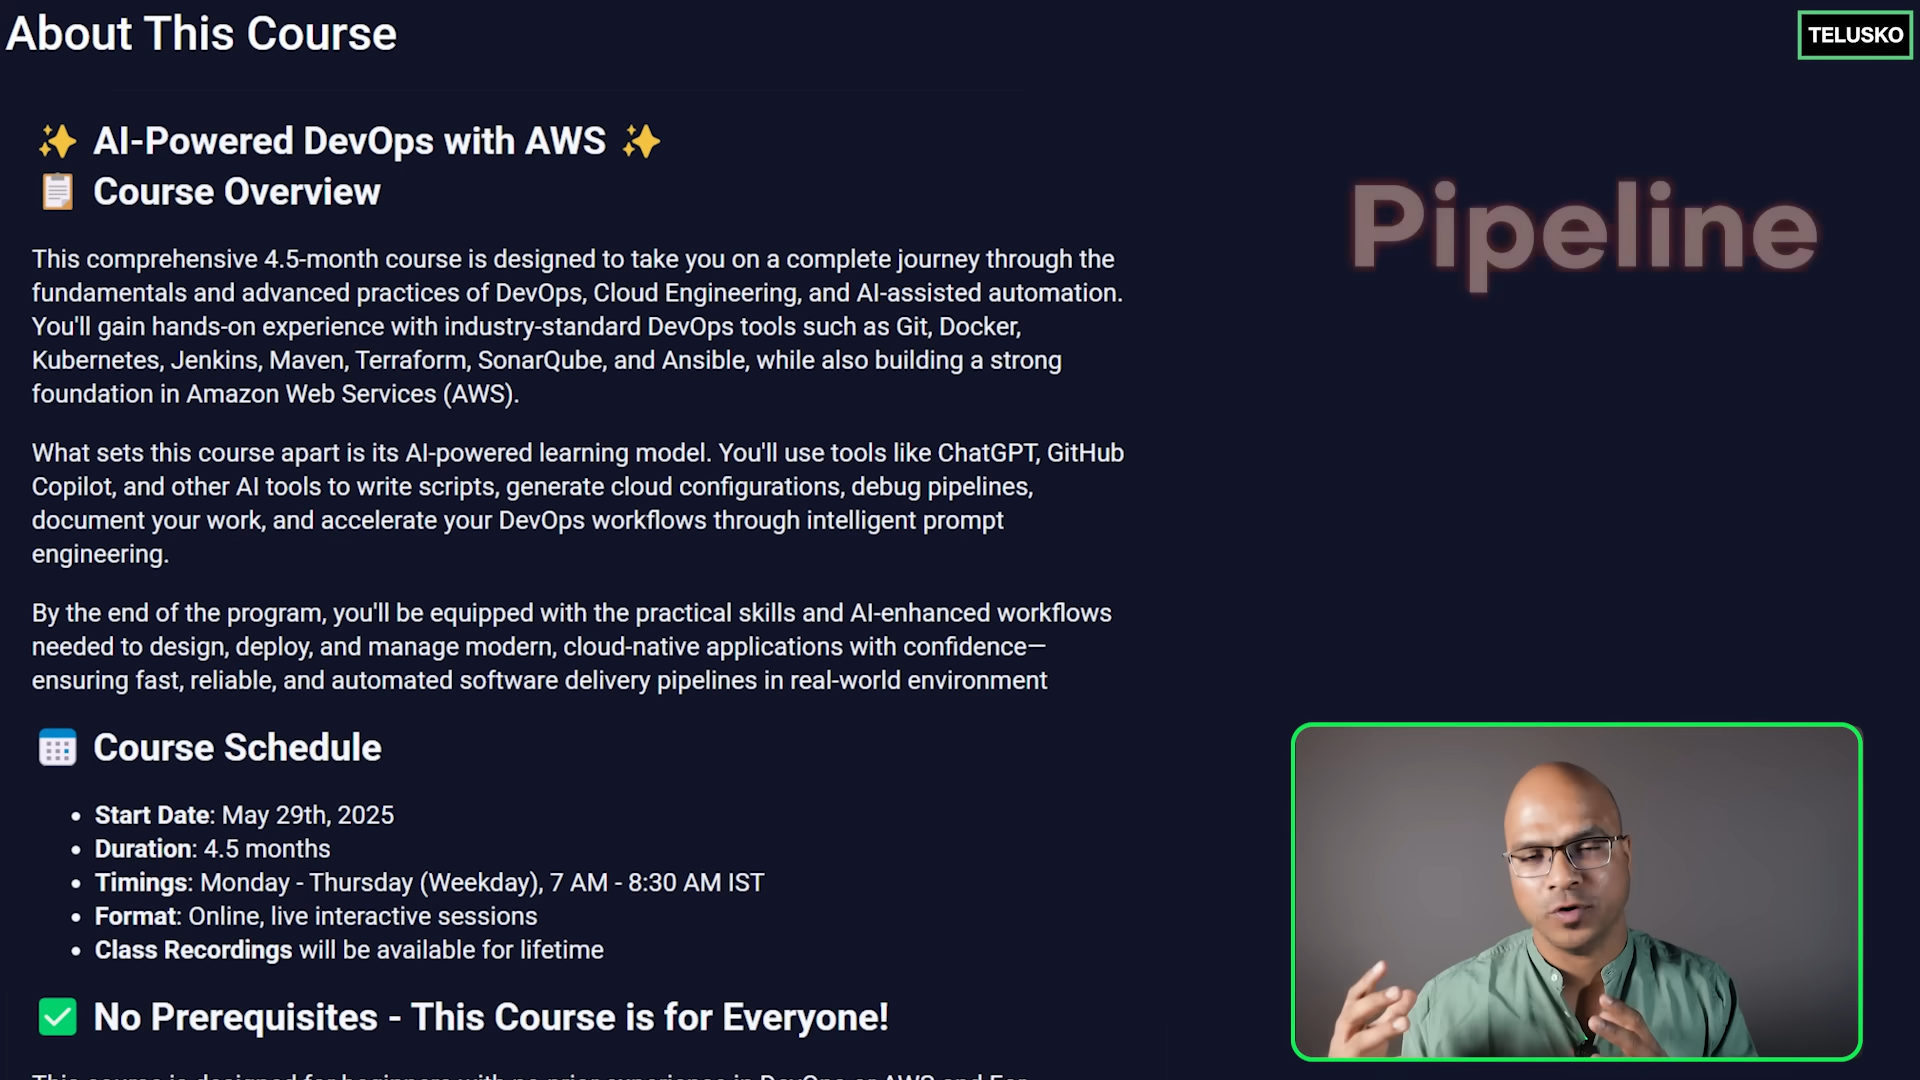 About This Course
TELUSKO
✨ AI-Powered DevOps with AWS ✨
📋 Course Overview
Pipeline
This comprehensive 4.5-month course is designed to take you on a complete journey through the
fundamentals and advanced practices of DevOps, Cloud Engineering, and AI-assisted automation.
You'll gain hands-on experience with industry-standard DevOps tools such as Git, Docker,
Kubernetes, Jenkins, Maven, Terraform, SonarQube, and Ansible, while also building a strong
foundation in Amazon Web Services (AWS).
What sets this course apart is its AI-powered learning model. You'll use tools like ChatGPT, GitHub
Copilot, and other AI tools to write scripts, generate cloud configurations, debug pipelines,
document your work, and accelerate your DevOps workflows through intelligent prompt
engineering.
By the end of the program, you'll be equipped with the practical skills and AI-enhanced workflows
needed to design, deploy, and manage modern, cloud-native applications with confidence—
ensuring fast, reliable, and automated software delivery pipelines in real-world environment
Course Schedule
• Start Date: May 29th, 2025
• Duration: 4.5 months
• Timings: Monday - Thursday (Weekday), 7 AM - 8:30 AM IST
• Format: Online, live interactive sessions
• Class Recordings will be available for lifetime
✅ No Prerequisites - This Course is for Everyone!